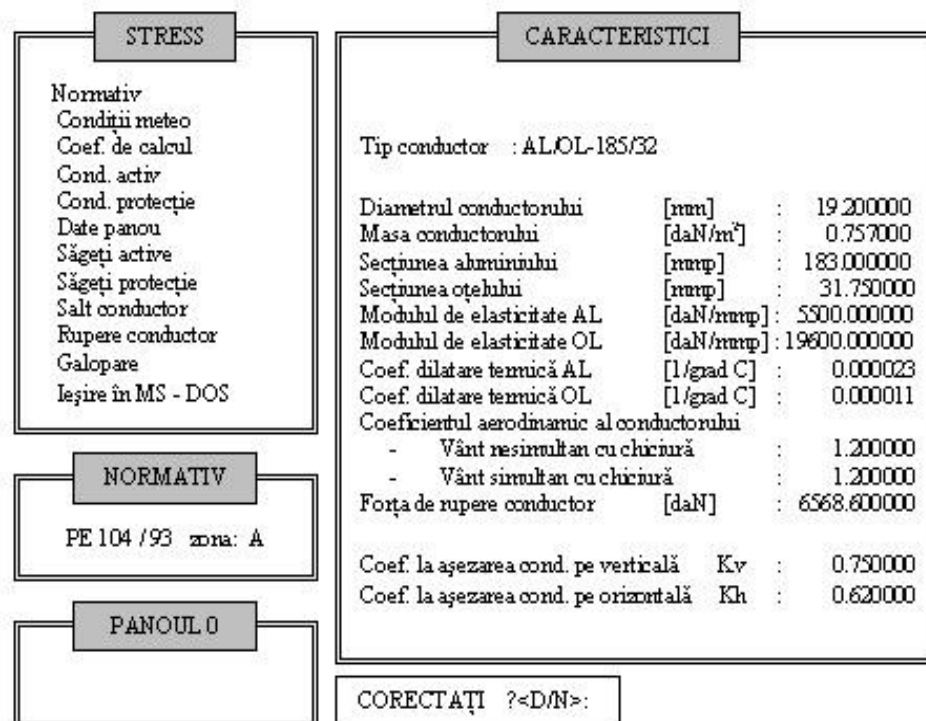 STRESS
Normativ
Condiții meteo
Coef. de calcul
Cond. activ
Cond. protecție
Date panou
Săgeți active
Săgeți protecție
Salt conductor
Rupere conductor
Galopare
Ieşire în MS - DOS
NORMATIV
PE 104 / 93 zona: A
PANOUL 0
CARACTERISTICI
Tip conductor : AL/OL-185/32
Diametrul conductorului [mm] : 19.200000
Masa conductorului [daN/m²] : 0.757000
Secțiunea aluminiului [mmp] : 183.000000
Secțiunea oțelului [mmp] : 31.750000
Modulul de elasticitate AL [daN/mmp] : 5500.000000
Modulul de elasticitate OL [daN/mmp] : 19600.000000
Coef. dilatare termică AL [1/grad C] : 0.000023
Coef. dilatare termică OL [1/grad C] : 0.000011
Coeficientul aerodinamic al conductorului
- Vânt nesimultan cu chiciură : 1.200000
- Vânt simultan cu chiciură : 1.200000
Forța de rupere conductor [daN] : 6568.600000
Coef. la aşezarea cond. pe verticală Kv : 0.750000
Coef. la aşezarea cond. pe orizontală Kh : 0.620000
CORECTAȚI ?<D/N>: